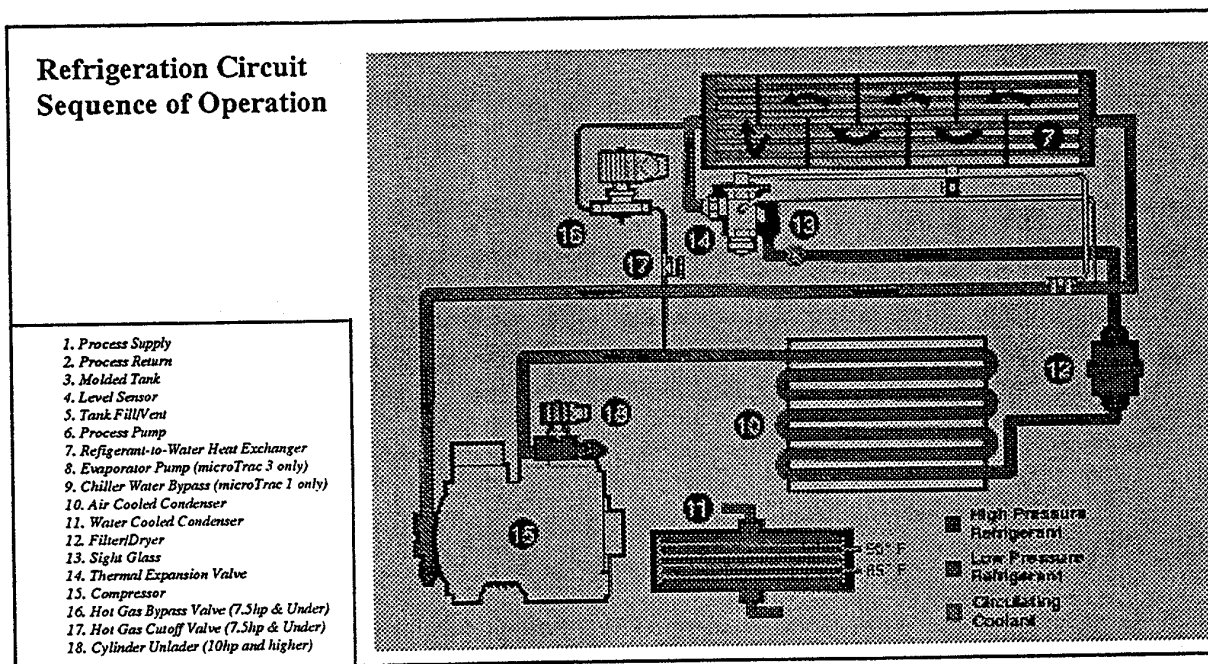 Refrigeration Circuit
Sequence of Operation
1. Process Supply
2. Process Return
3. Molded Tank
4. Level Sensor
5. Tank Fill/Vent
6. Process Pump
7. Refigerant-to-Water Heat Exchanger
8. Evaporator Pump (microTrac 3 only)
9. Chiller Water Bypass (microTrac 1 only)
10. Air Cooled Condenser
11. Water Cooled Condenser
12. Filter/Dryer
13. Sight Glass
14. Thermal Expansion Valve
15. Compressor
16. Hot Gas Bypass Valve (7.5hp & Under)
17. Hot Gas Cutoff Valve (7.5hp & Under)
18. Cylinder Unlader (10hp and higher)
7
16
14
13
17
12
18
10
15
11
85° F
High Pressure
Refrigerant
Low Pressure
Refrigerant
Circulating
Coolant